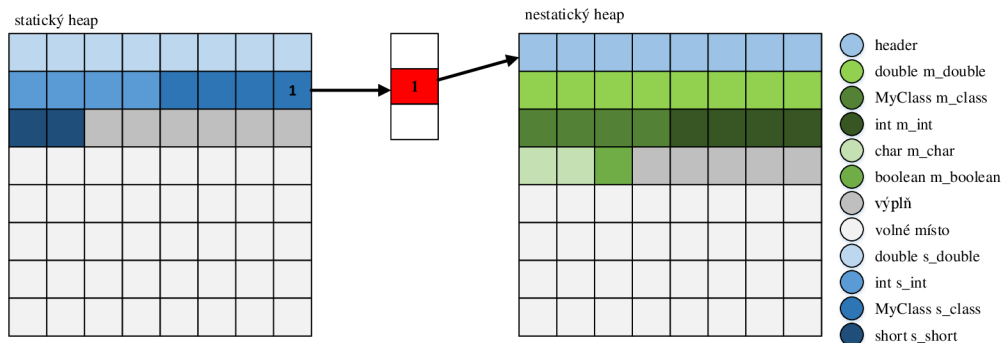 statický heap
nestatický heap
1
1
header
double m_double
MyClass m_class
int m_int
char m_char
boolean m_boolean
výplň
volné místo
double s_double
int s_int
MyClass s_class
short s_short